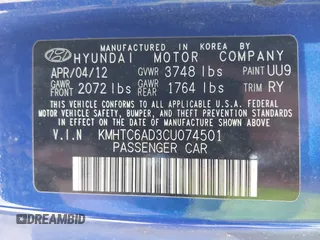 MANUFACTURED IN KOREA BY
HYUNDAI MOTOR COMPANY
APR/04/12 GVWR 3748 lbs PAINT UU9
GAWR FRONT 2072 lbs GAWR REAR 1764 lbs TRIM RY
THIS VEHICLE CONFORMS TO ALL APPLICABLE U.S.A. FEDERAL
MOTOR VEHICLE SAFETY, BUMPER, AND THEFT PREVENTION
STANDARDS IN EFFECT ON THE DATE OF MANUFACTURE SHOWN ABOVE.
V.I.N KMHTC6AD3CU074501
PASSENGER CAR
DREAMBID